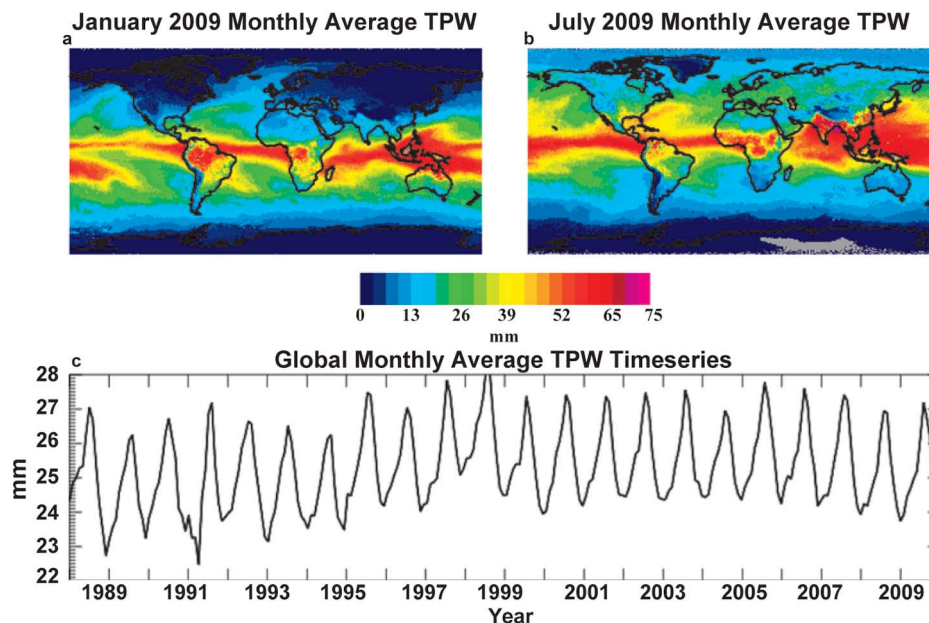 January 2009 Monthly Average TPW
July 2009 Monthly Average TPW
a
b
0 13 26 39 52 65 75
mm
c
Global Monthly Average TPW Timeseries
28
27
26
25
24
23
22
mm
1989 1991 1993 1995 1997 1999 2001 2003 2005 2007 2009
Year